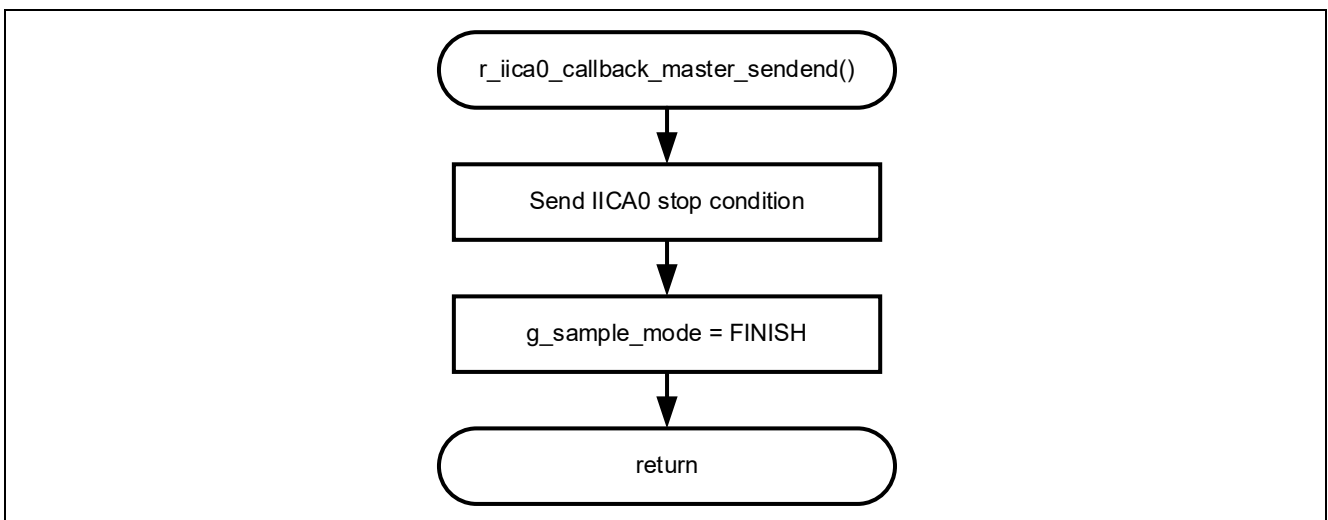 r_iica0_callback_master_sendend()
Send IICA0 stop condition
g_sample_mode = FINISH
return